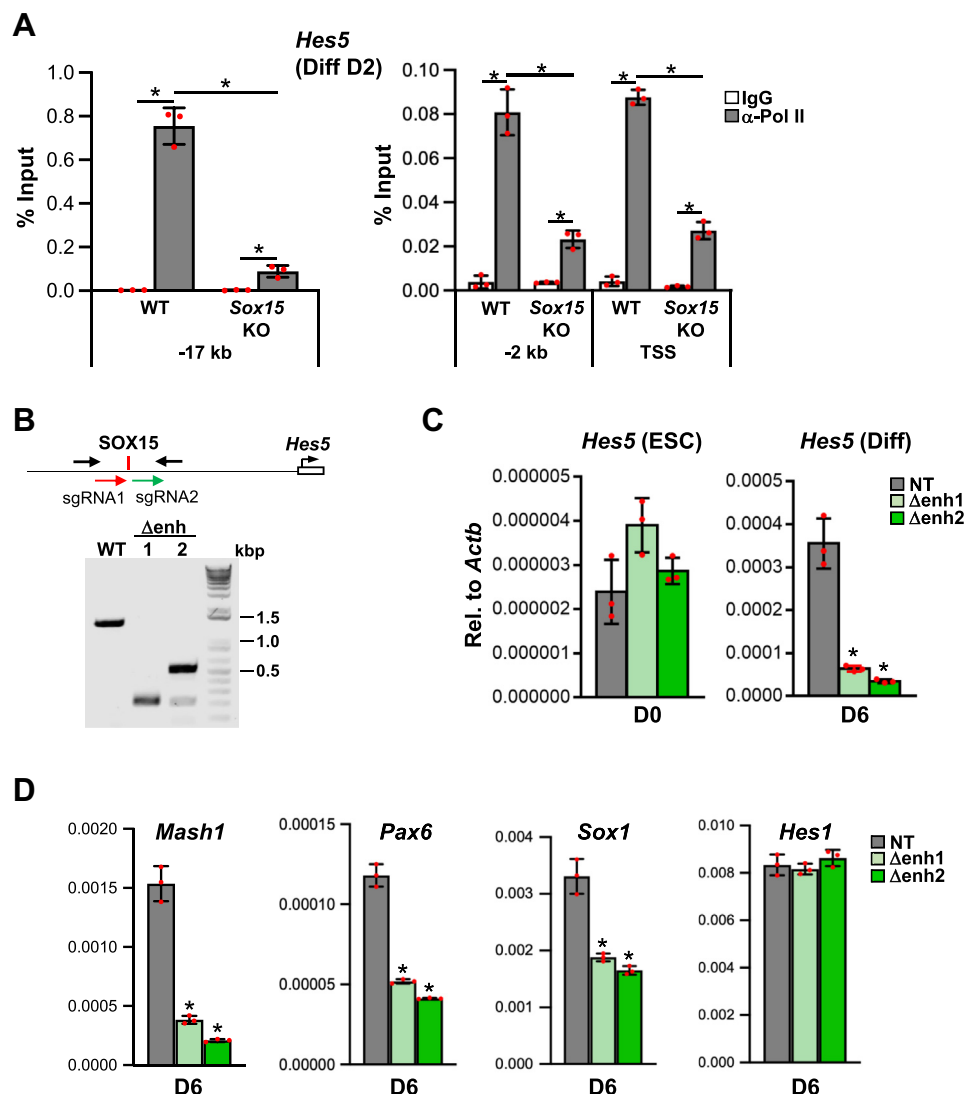 A
Hes5
(Diff D2)
1.0
0.8
0.6
0.4
0.2
0.0
% Input
*
*
*
WT
Sox15
KO
-17 kb
0.10
0.08
0.06
0.04
0.02
0.00
% Input
*
*
*
*
*
*
WT
Sox15
KO
WT
Sox15
KO
-2 kb
TSS
IgG
α-Pol II
B
SOX15
Hes5
sgRNA1
sgRNA2
Δenh
WT 1 2 kbp
1.5
1.0
0.5
C
Hes5 (ESC)
0.000005
0.000004
0.000003
0.000002
0.000001
0.000000
Rel. to Actb
D0
Hes5 (Diff)
0.0005
0.0004
0.0003
0.0002
0.0001
0.0000
*
*
D6
NT
Δenh1
Δenh2
D
Mash1
0.0020
0.0015
0.0010
0.0005
0.0000
*
*
D6
Pax6
0.00015
0.00010
0.00005
0.00000
*
*
D6
Sox1
0.004
0.003
0.002
0.001
0.000
*
*
D6
Hes1
0.010
0.008
0.006
0.004
0.002
0.000
D6
NT
Δenh1
Δenh2